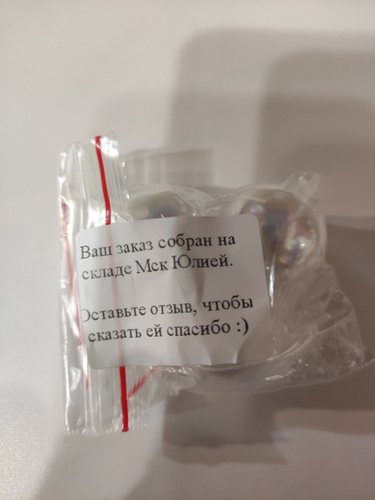 Ваш заказ собран на
складе Мск Юлией.
Оставьте отзыв, чтобы
сказать ей спасибо :)